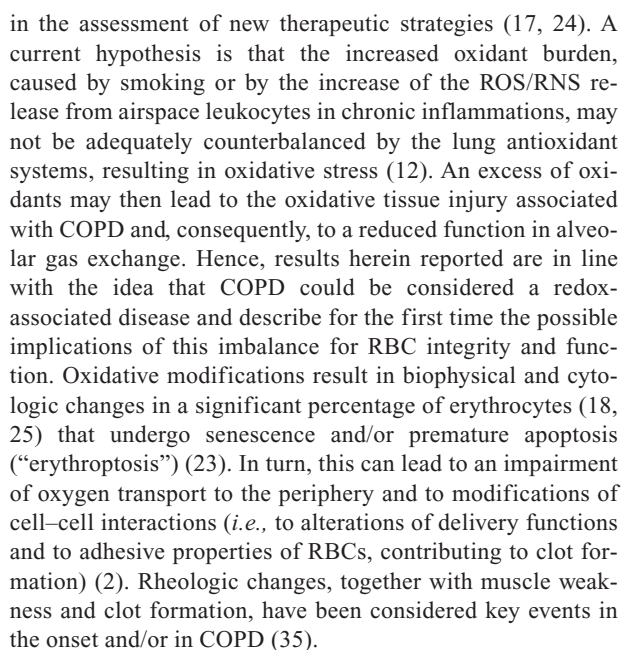 in the assessment of new therapeutic strategies (17, 24). A
current hypothesis is that the increased oxidant burden,
caused by smoking or by the increase of the ROS/RNS re-
lease from airspace leukocytes in chronic inflammations, may
not be adequately counterbalanced by the lung antioxidant
systems, resulting in oxidative stress (12). An excess of oxi-
dants may then lead to the oxidative tissue injury associated
with COPD and, consequently, to a reduced function in alveo-
lar gas exchange. Hence, results herein reported are in line
with the idea that COPD could be considered a redox-
associated disease and describe for the first time the possible
implications of this imbalance for RBC integrity and func-
tion. Oxidative modifications result in biophysical and cyto-
logic changes in a significant percentage of erythrocytes (18,
25) that undergo senescence and/or premature apoptosis
(“erythroptosis”) (23). In turn, this can lead to an impairment
of oxygen transport to the periphery and to modifications of
cell–cell interactions (i.e., to alterations of delivery functions
and to adhesive properties of RBCs, contributing to clot for-
mation) (2). Rheologic changes, together with muscle weak-
ness and clot formation, have been considered key events in
the onset and/or in COPD (35).